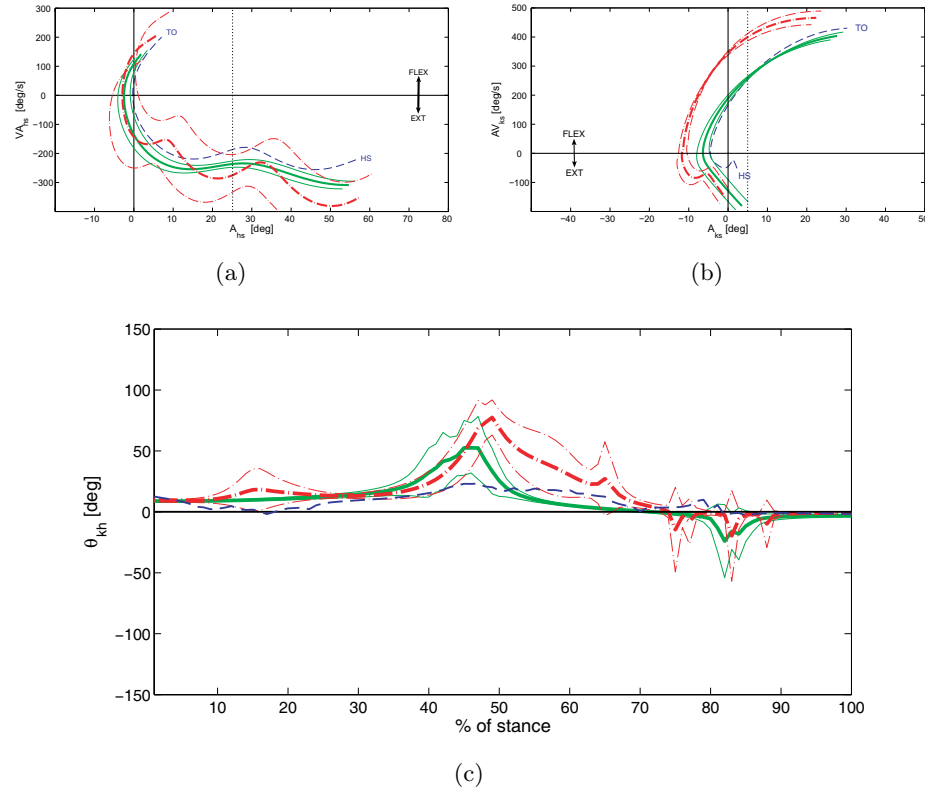 300
200
100
0
−100
−200
−300
VA_hs [deg/s]
TO
FLEX
EXT
HS
−10 0 10 20 30 40 50 60 70 80
A_hs [deg]
(a)
500
400
300
200
100
0
−100
AV_ks [deg/s]
TO
FLEX
EXT
HS
−40 −30 −20 −10 0 10 20 30 40 50
A_ks [deg]
(b)
150
100
50
0
−50
−100
−150
θ_kh [deg]
10 20 30 40 50 60 70 80 90 100
% of stance
(c)